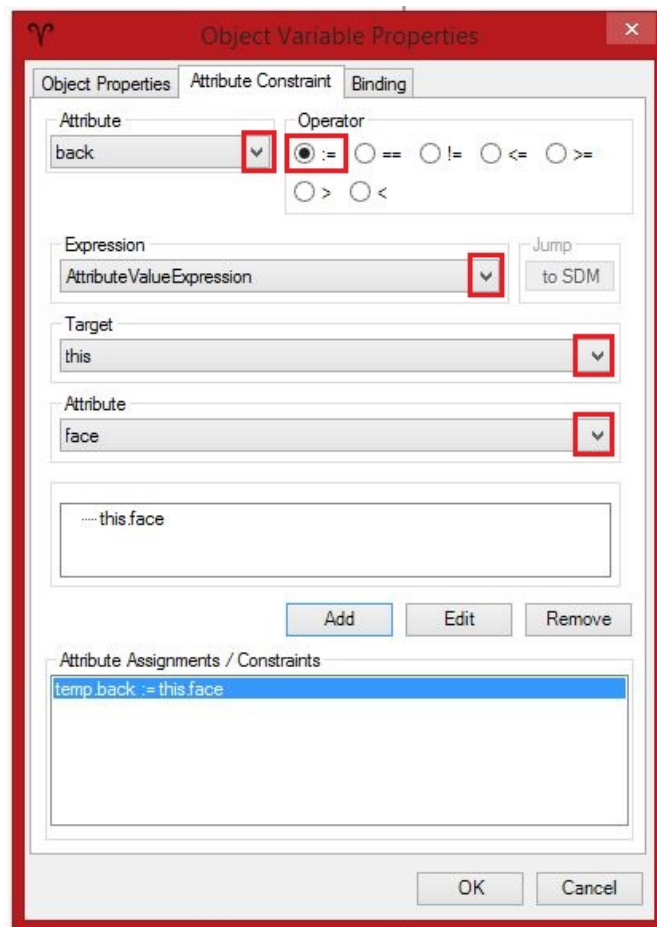 Object Variable Properties
Object Properties Attribute Constraint Binding
Attribute Operator
back := == != <= >=
> <
Expression Jump
AttributeValueExpression to SDM
Target
this
Attribute
face
this.face
Add Edit Remove
Attribute Assignments / Constraints
temp.back := this.face
OK Cancel